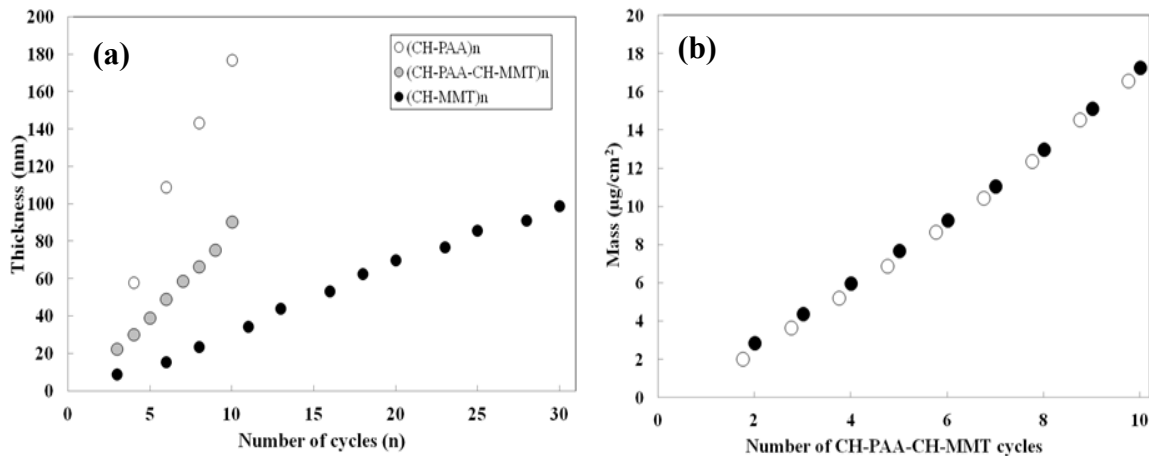 (a)
Thickness (nm)
200
180
160
140
120
100
80
60
40
20
0
(CH-PAA)n
(CH-PAA-CH-MMT)n
(CH-MMT)n
0 5 10 15 20 25 30
Number of cycles (n)
(b)
Mass (µg/cm²)
20
18
16
14
12
10
8
6
4
2
0
0 2 4 6 8 10
Number of CH-PAA-CH-MMT cycles